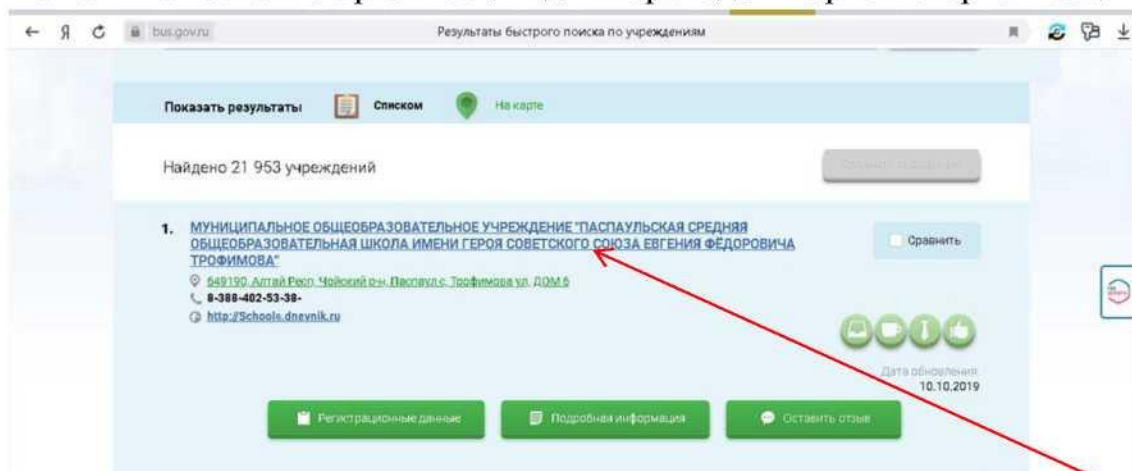 bus.gov.ru
Результаты быстрого поиска по учреждениям
Показать результаты Списком На карте
Найдено 21 953 учреждений
1. МУНИЦИПАЛЬНОЕ ОБЩЕОБРАЗОВАТЕЛЬНОЕ УЧРЕЖДЕНИЕ "ПАСПАУЛЬСКАЯ СРЕДНЯЯ
ОБЩЕОБРАЗОВАТЕЛЬНАЯ ШКОЛА ИМЕНИ ГЕРОЯ СОВЕТСКОГО СОЮЗА ЕВГЕНИЯ ФЁДОРОВИЧА
ТРОФИМОВА"
Сравнить
649190, Алтай Респ, Чойский р-н, Паспаул с, Трофимова ул, ДОМ 6
8-388-402-53-38-
http://Schools.dnevnik.ru
Дата обновления:
10.10.2019
Регистрационные данные Подробная информация Оставить отзыв